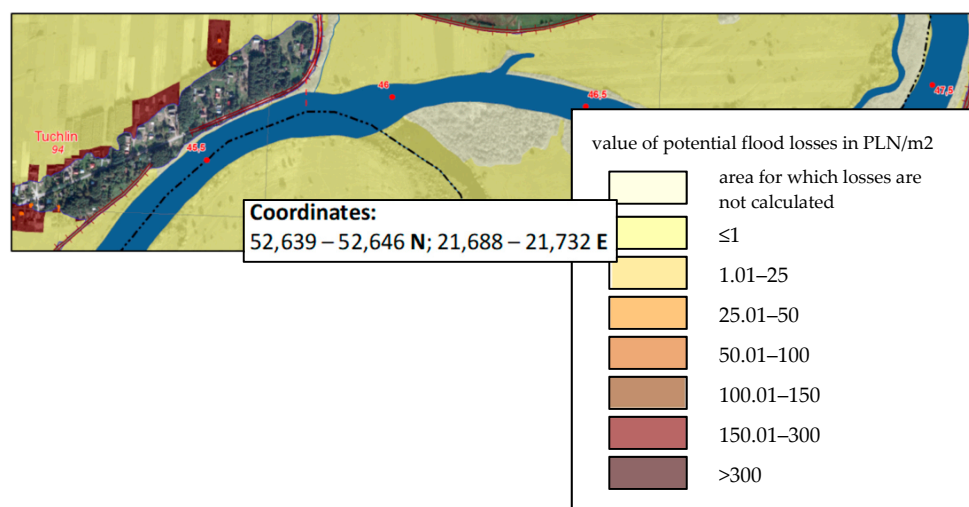 46
46,5
47,5
Tuchlin
94
45,5
value of potential flood losses in PLN/m2
area for which losses are
not calculated
≤1
1.01–25
25.01–50
50.01–100
100.01–150
150.01–300
>300
Coordinates:
52,639 – 52,646 N; 21,688 – 21,732 E